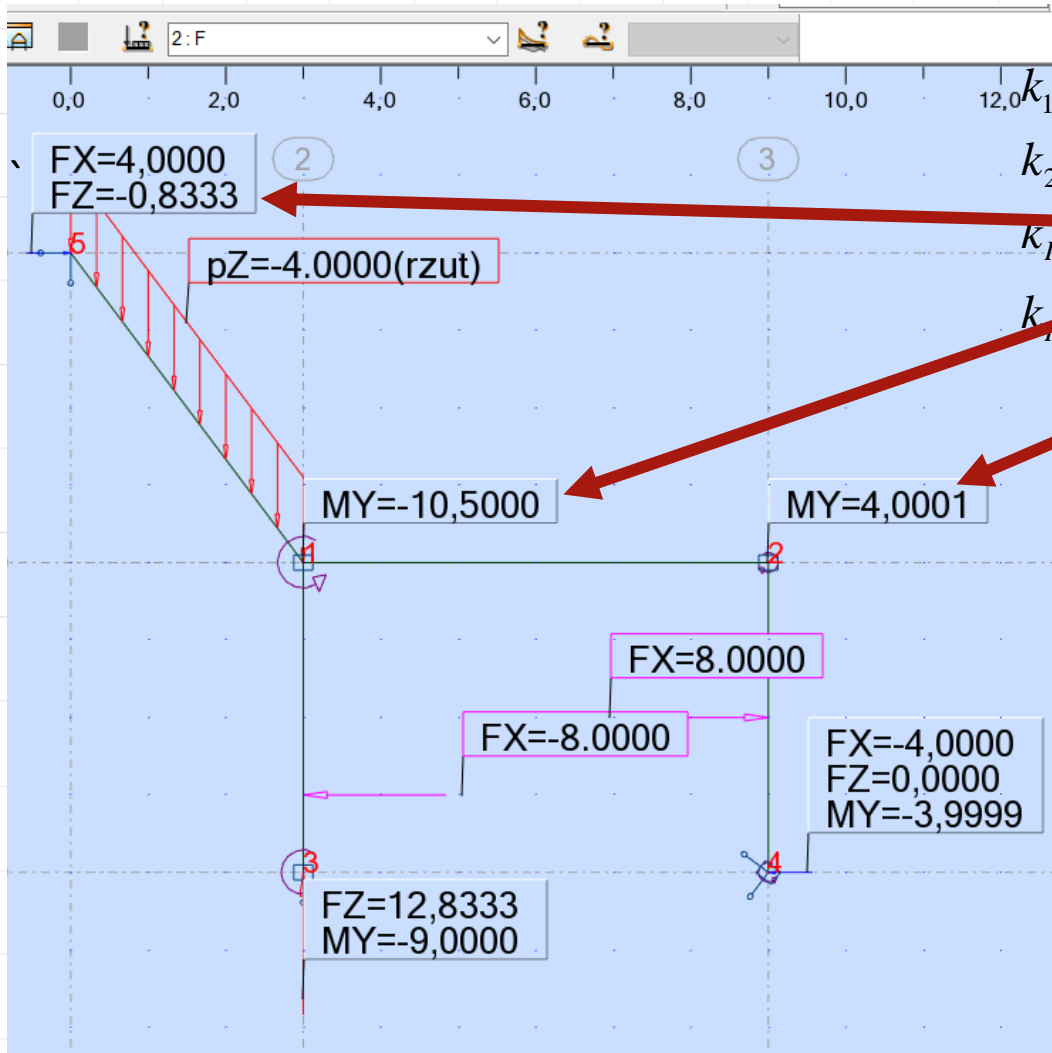 2 : F
0,0 2,0 4,0 6,0 8,0 10,0 12,0
k1
FX=4,0000
FZ=-0,8333
2
3
k2
5
pZ=-4.0000(rzut)
MY=-10,5000
MY=4,0001
1
2
FX=8.0000
FX=-8.0000
FX=-4,0000
FZ=0,0000
MY=-3,9999
3
4
FZ=12,8333
MY=-9,0000